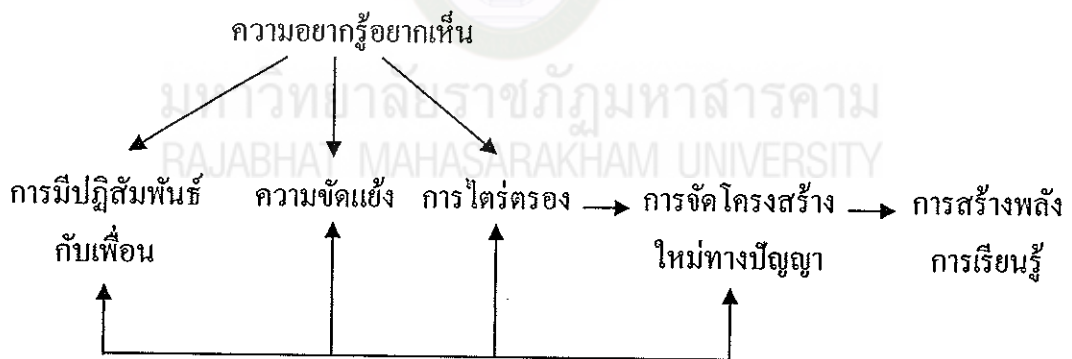 ความอยากรู้อยากเห็น
มหาวิทยาลัยราชภัฏมหาสารคาม
RAJABHAT MAHASARAKHAM UNIVERSITY
การมีปฏิสัมพันธ์ ความขัดแย้ง การไตร่ตรอง การจัดโครงสร้าง การสร้างพลัง
กับเพื่อน ใหม่ทางปัญญา การเรียนรู้